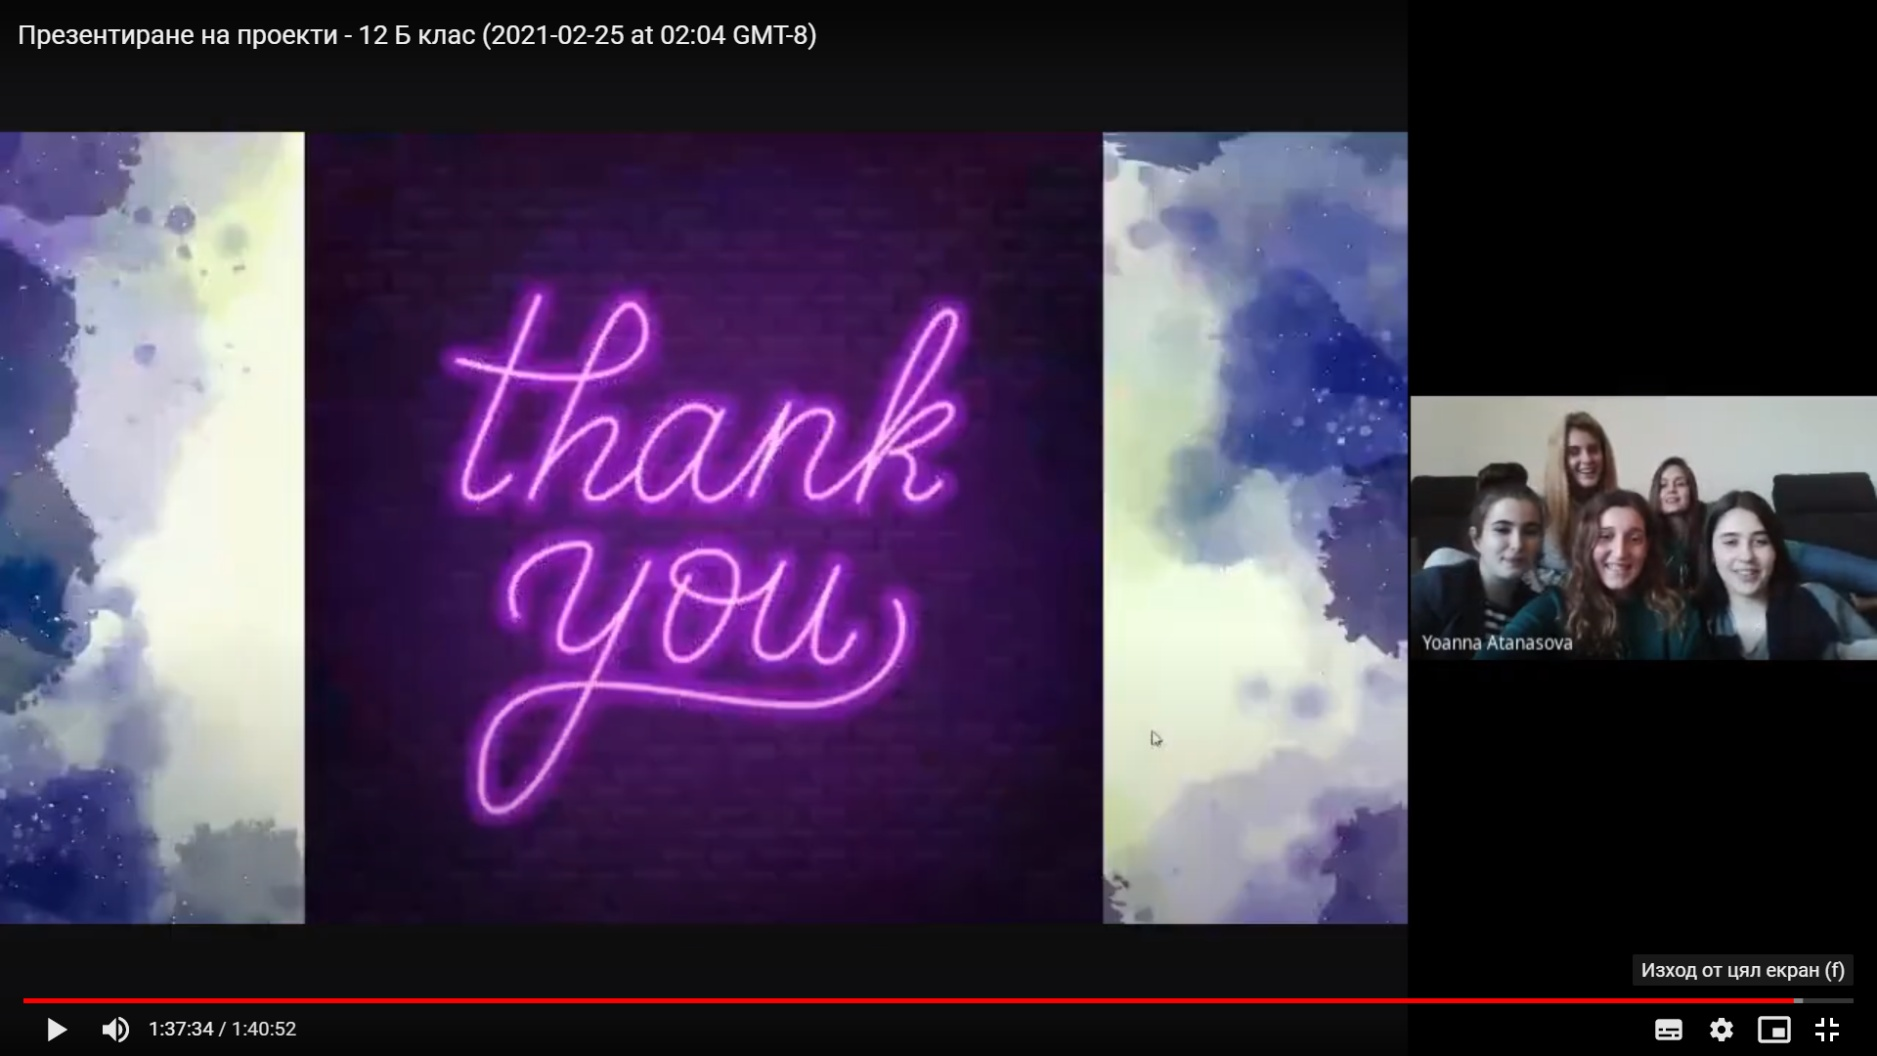 Презентиране на проекти - 12 Б клас (2021-02-25 at 02:04 GMT-8)
thank
you
Yoanna Atanasova
Изход от цял екран (f)
1:37:34 / 1:40:52